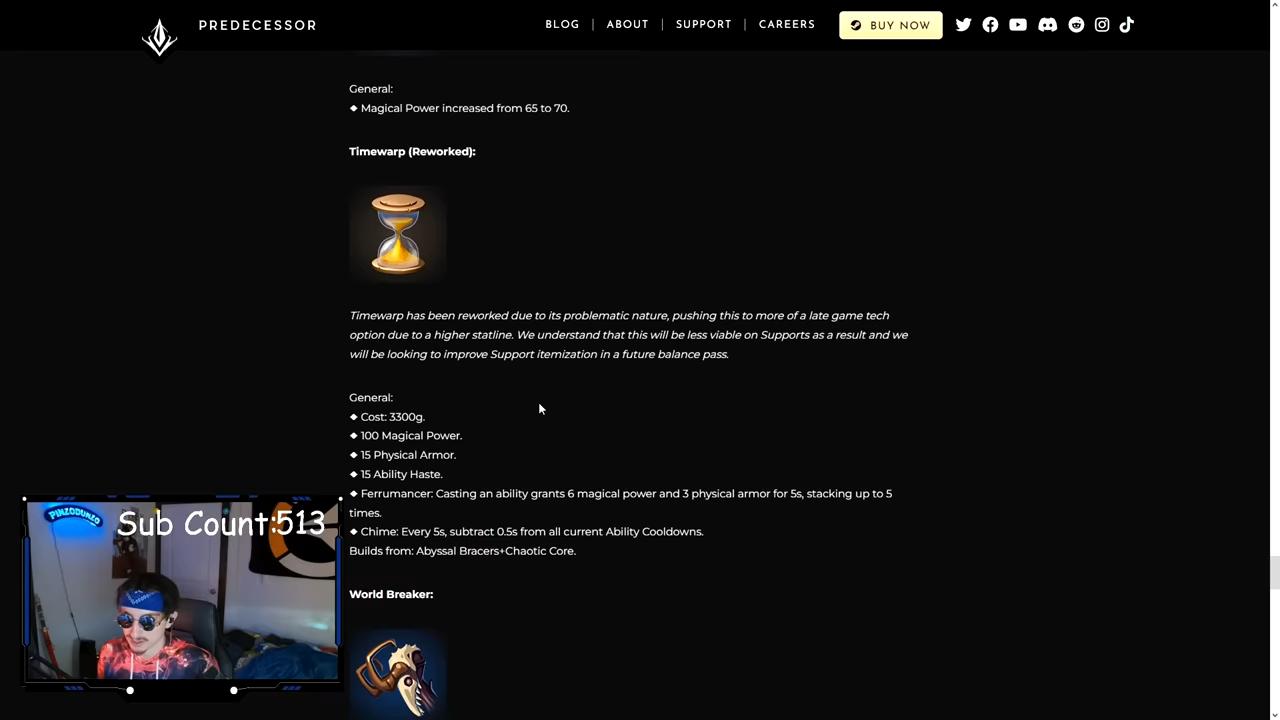 PREDECESSOR
BLOG | ABOUT | SUPPORT | CAREERS
BUY NOW
General:
◆ Magical Power increased from 65 to 70.
Timewarp (Reworked):
Timewarp has been reworked due to its problematic nature, pushing this to more of a late game tech
option due to a higher statline. We understand that this will be less viable on Supports as a result and we
will be looking to improve Support itemization in a future balance pass.
General:
◆ Cost: 3300g.
◆ 100 Magical Power.
◆ 15 Physical Armor.
◆ 15 Ability Haste.
◆ Ferrumancer: Casting an ability grants 6 magical power and 3 physical armor for 5s, stacking up to 5
times.
◆ Chime: Every 5s, subtract 0.5s from all current Ability Cooldowns.
Builds from: Abyssal Bracers+Chaotic Core.
World Breaker:
PINZODUNZO
Sub Count:513